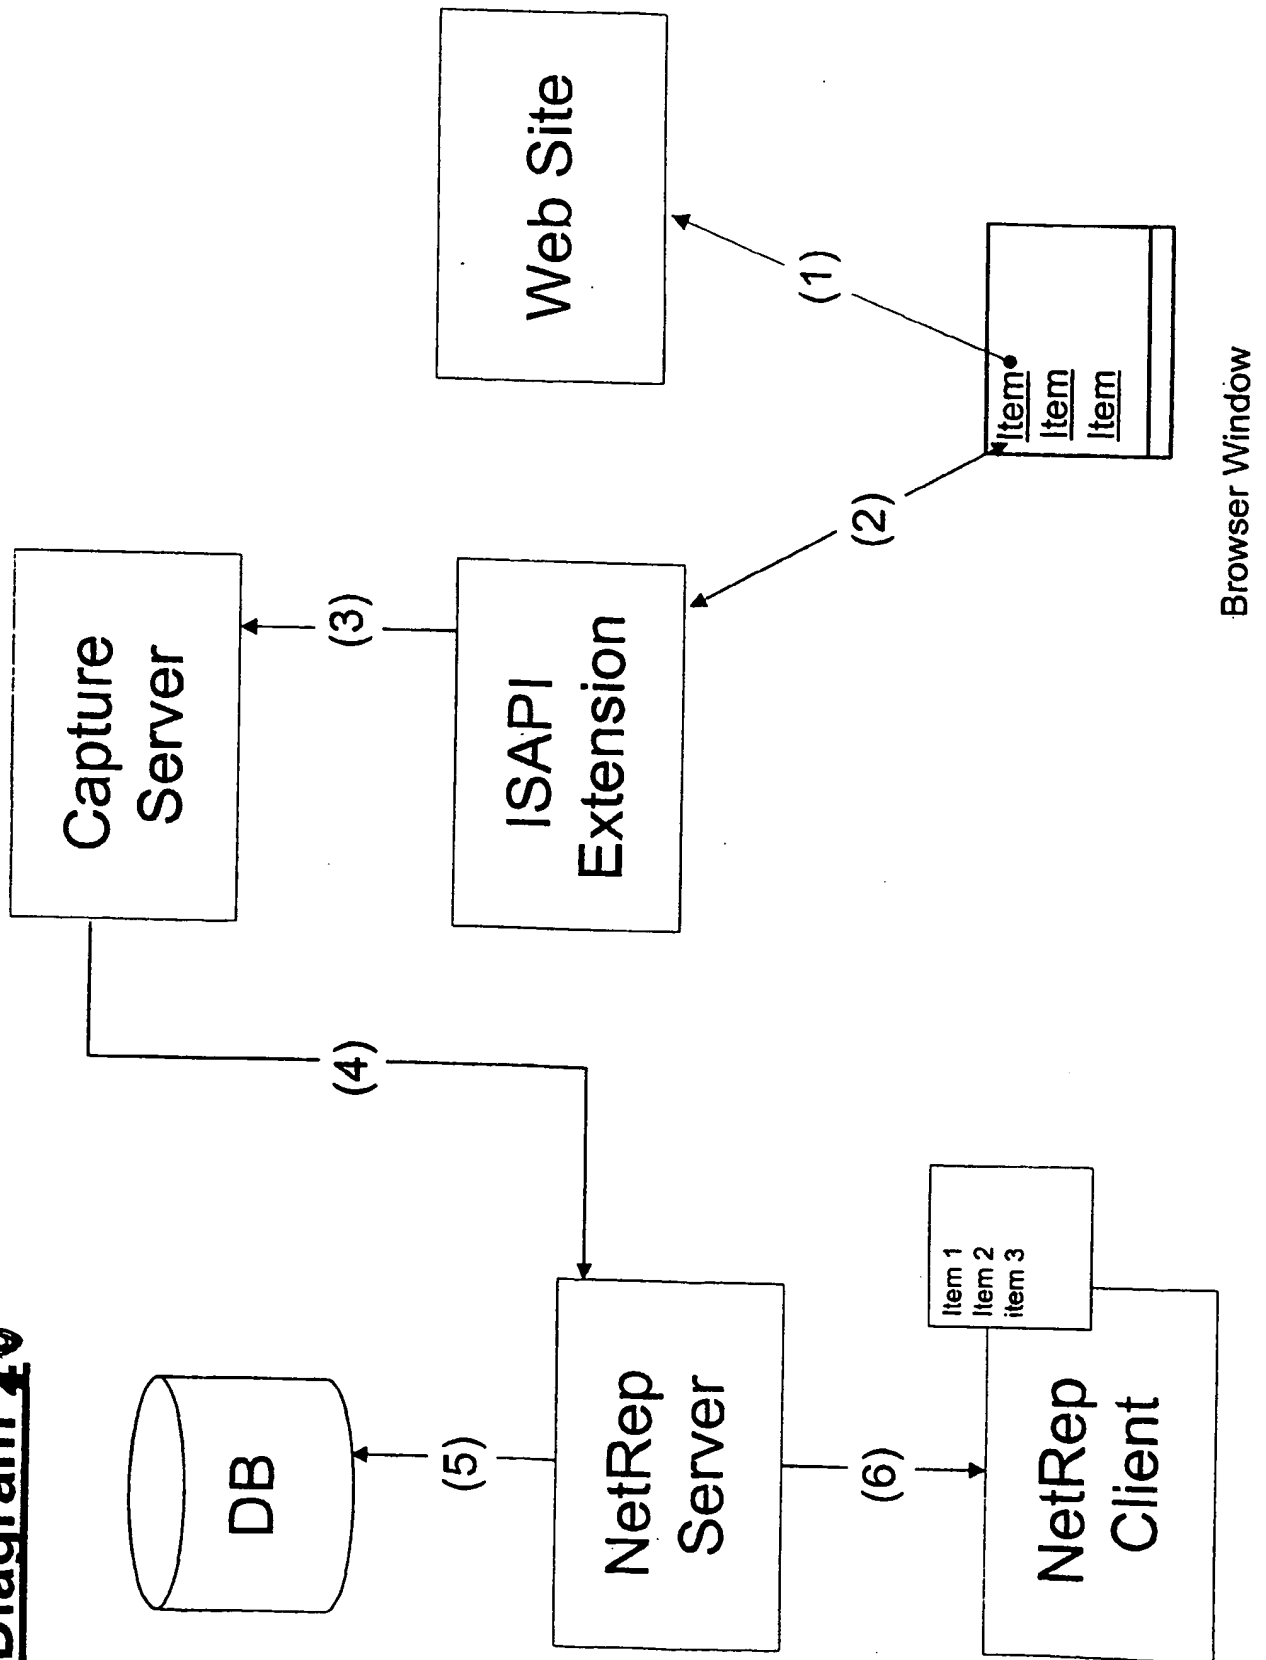 Diagram
DB
Capture
Server
(5)
(4)
(3)
NetRep
Server
ISAPI
Extension
Web Site
(6)
(2)
(1)
Item 1
Item 2
item 3
NetRep
Client
Item
Item
Item
Browser Window